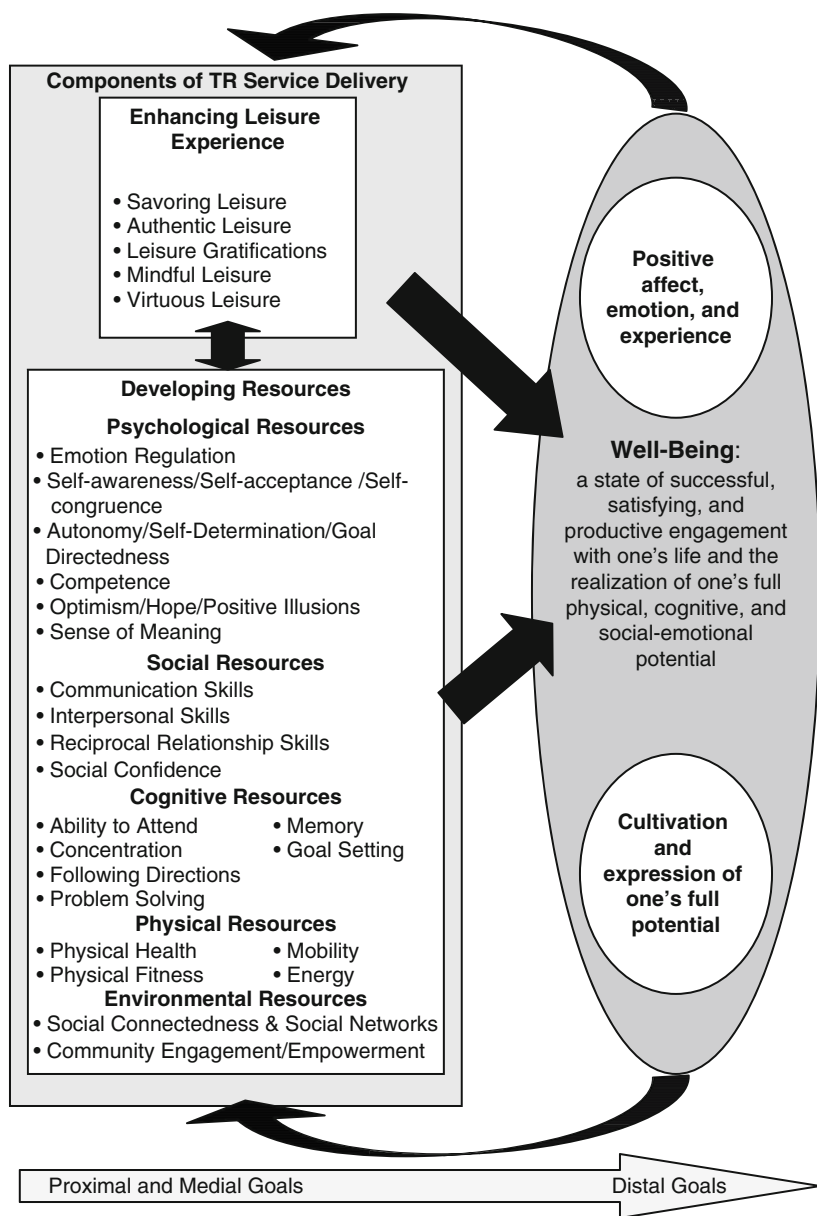 Components of TR Service Delivery
Enhancing Leisure
Experience
• Savoring Leisure
• Authentic Leisure
• Leisure Gratifications
• Mindful Leisure
• Virtuous Leisure
Developing Resources
Psychological Resources
• Emotion Regulation
• Self-awareness/Self-acceptance /Self-
congruence
• Autonomy/Self-Determination/Goal
Directedness
• Competence
• Optimism/Hope/Positive Illusions
• Sense of Meaning
Social Resources
• Communication Skills
• Interpersonal Skills
• Reciprocal Relationship Skills
• Social Confidence
Cognitive Resources
• Ability to Attend • Memory
• Concentration • Goal Setting
• Following Directions
• Problem Solving
Physical Resources
• Physical Health • Mobility
• Physical Fitness • Energy
Environmental Resources
• Social Connectedness & Social Networks
• Community Engagement/Empowerment
Positive
affect,
emotion, and
experience
Well-Being:
a state of successful,
satisfying, and
productive engagement
with one's life and the
realization of one's full
physical, cognitive, and
social-emotional
potential
Cultivation
and
expression of
one's full
potential
Proximal and Medial Goals Distal Goals